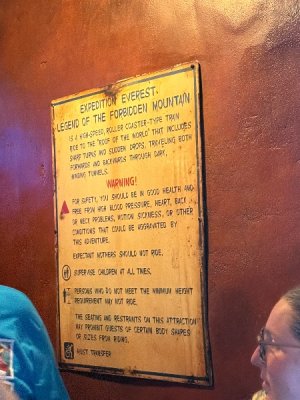 EXPEDITION EVEREST-
LEGEND OF THE FORBIDDEN MOUNTAIN
IS A HIGH-SPEED, ROLLER COASTER-TYPE TRAIN
RIDE TO THE "ROOF OF THE WORLD" THAT INCLUDES
SHARP TURNS AND SUDDEN DROPS, TRAVELING BOTH
FORWARDS AND BACKWARDS THROUGH DARK,
WINDING TUNNELS.
WARNING!
FOR SAFETY, YOU SHOULD BE IN GOOD HEALTH AND
FREE FROM HIGH BLOOD PRESSURE, HEART, BACK
OR NECK PROBLEMS, MOTION SICKNESS, OR OTHER
CONDITIONS THAT COULD BE AGGRAVATED BY
THIS ADVENTURE.
EXPECTANT MOTHERS SHOULD NOT RIDE.
SUPERVISE CHILDREN AT ALL TIMES.
PERSONS WHO DO NOT MEET THE MINIMUM HEIGHT
REQUIREMENT MAY NOT RIDE.
THE SEATING AND RESTRAINTS ON THIS ATTRACTION
MAY PROHIBIT GUESTS OF CERTAIN BODY SHAPES
OR SIZES FROM RIDING.
MUST TRANSFER